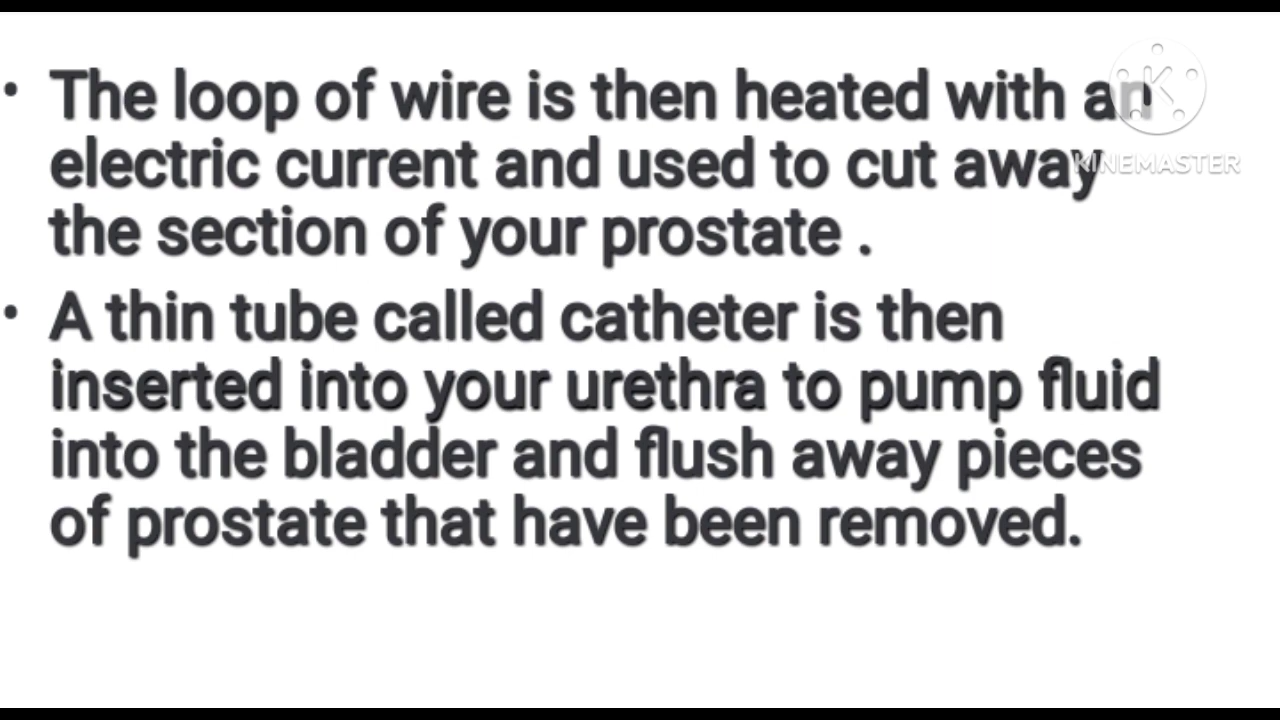 • The loop of wire is then heated with an
electric current and used to cut away
the section of your prostate .
• A thin tube called catheter is then
inserted into your urethra to pump fluid
into the bladder and flush away pieces
of prostate that have been removed.
K
KINEMASTER